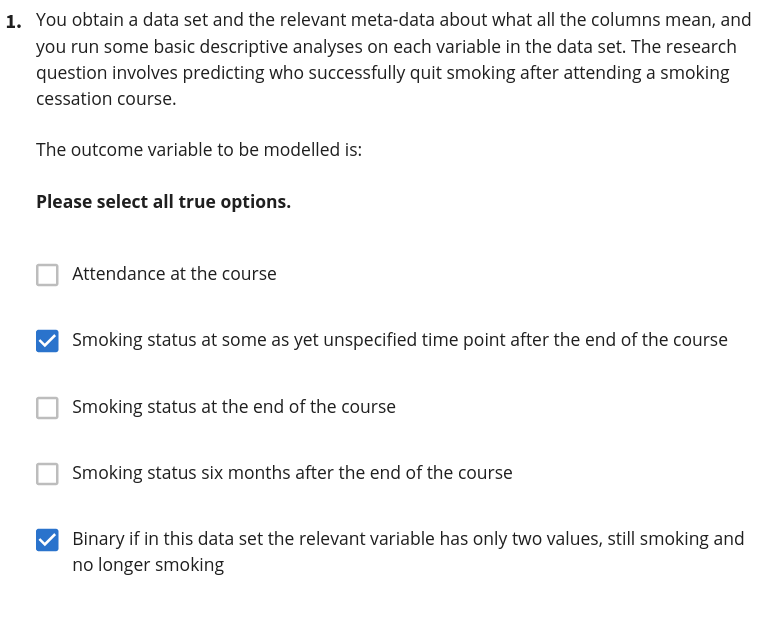 1. You obtain a data set and the relevant meta-data about what all the columns mean, and
you run some basic descriptive analyses on each variable in the data set. The research
question involves predicting who successfully quit smoking after attending a smoking
cessation course.
The outcome variable to be modelled is:
Please select all true options.
Attendance at the course
Smoking status at some as yet unspecified time point after the end of the course
Smoking status at the end of the course
Smoking status six months after the end of the course
Binary if in this data set the relevant variable has only two values, still smoking and
no longer smoking